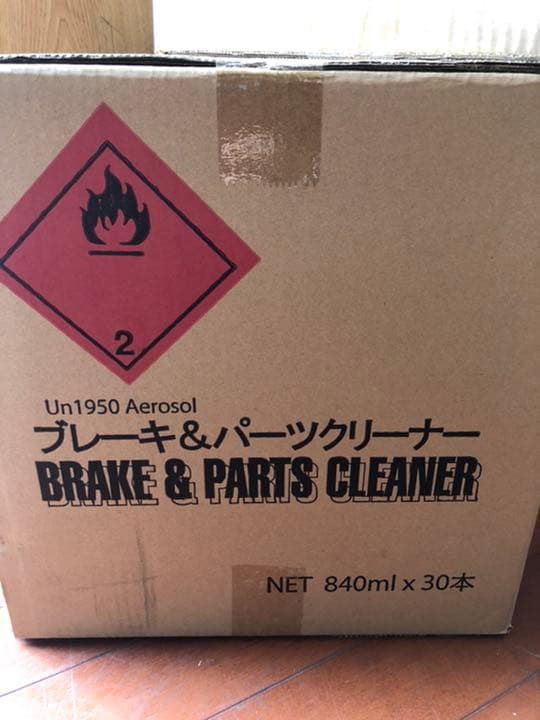 2
Un1950 Aerosol
ブレーキ&パーツクリーナー
BRAKE & PARTS CLEANER
NET 840ml x 30本